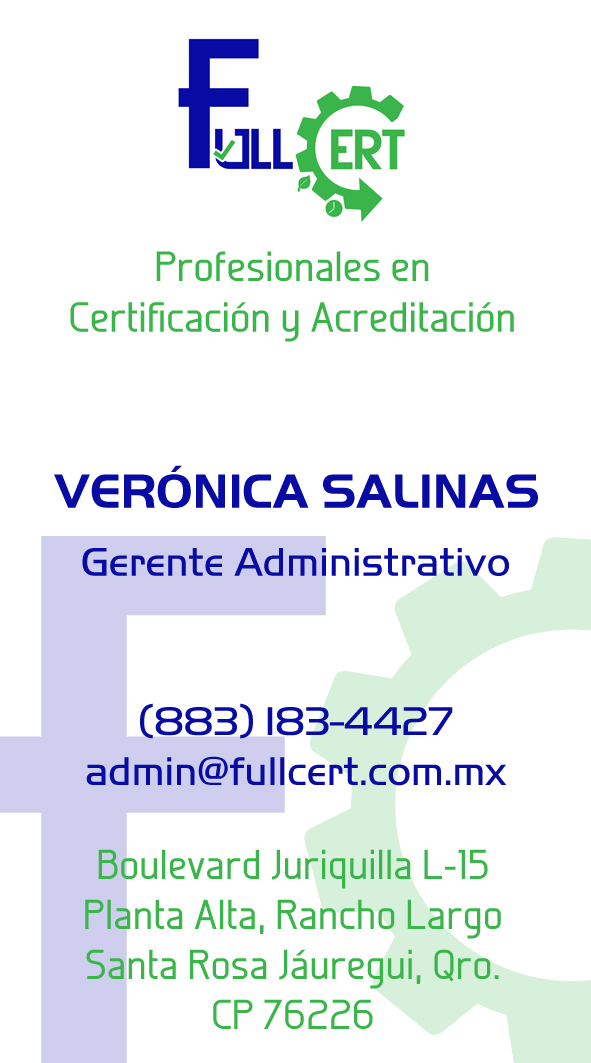 FULL CERT
Profesionales en
Certificación y Acreditación
VERÓNICA SALINAS
Gerente Administrativo
(883) 183-4427
admin@fullcert.com.mx
Boulevard Juriquilla L-15
Planta Alta, Rancho Largo
Santa Rosa Jáuregui, Qro.
CP 76226